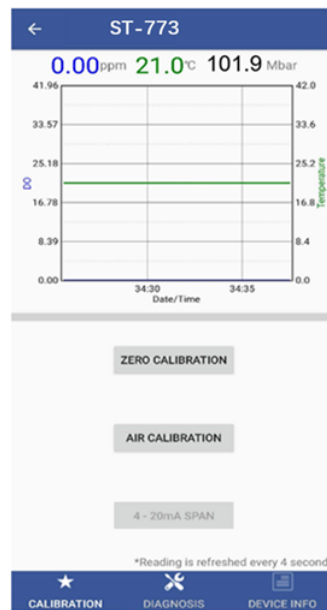 ST-773
0.00ppm 21.0°C 101.9 Mbar
41.96 42.0
33.57 33.6
25.18 25.2
DO Temperature
16.78 16.8
8.39 8.4
0.00 0.0
34:30 34:35
Date/Time
ZERO CALIBRATION
AIR CALIBRATION
4 - 20mA SPAN
*Reading is refreshed every 4 second
CALIBRATION DIAGNOSIS DEVICE INFO